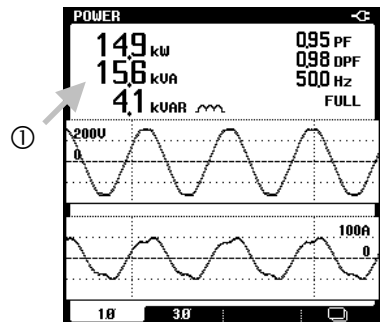 POWER
14.9 kW
0.95 PF
15.6 kVA
0.98 DPF
50.0 Hz
4.1 kVAR
FULL
①
200V
0
100A
0
1Ø
3Ø